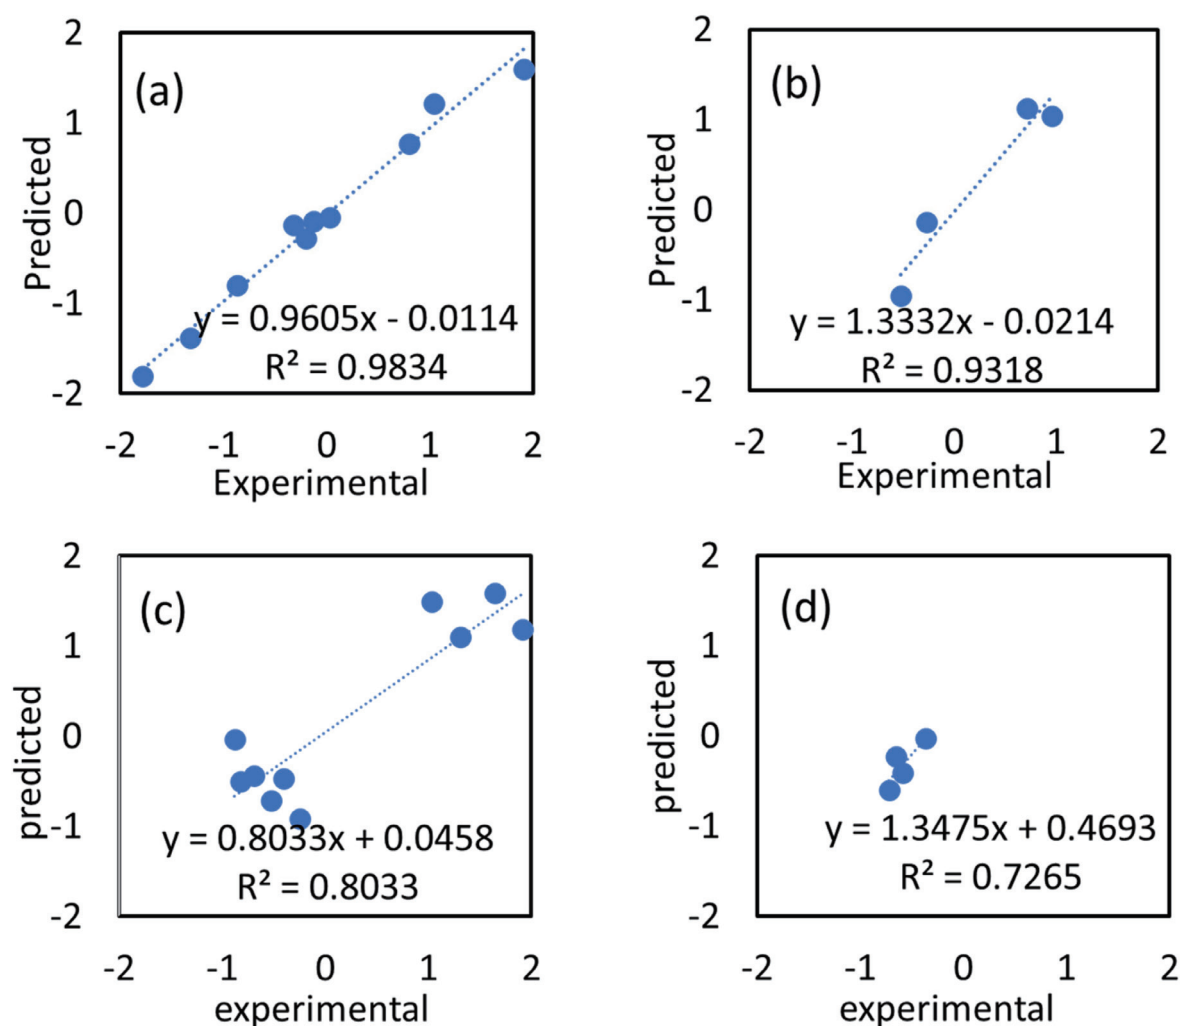 2
(a)
1
Predicted
0
-1
y = 0.9605x - 0.0114
R² = 0.9834
-2
-2 -1 0 1 2
Experimental
2
(b)
1
Predicted
0
-1
y = 1.3332x - 0.0214
R² = 0.9318
-2
-2 -1 0 1 2
Experimental
2
(c)
1
predicted
0
-1
y = 0.8033x + 0.0458
R² = 0.8033
-2
-2 -1 0 1 2
experimental
2
(d)
1
predicted
0
-1
y = 1.3475x + 0.4693
R² = 0.7265
-2
-2 -1 0 1 2
experimental